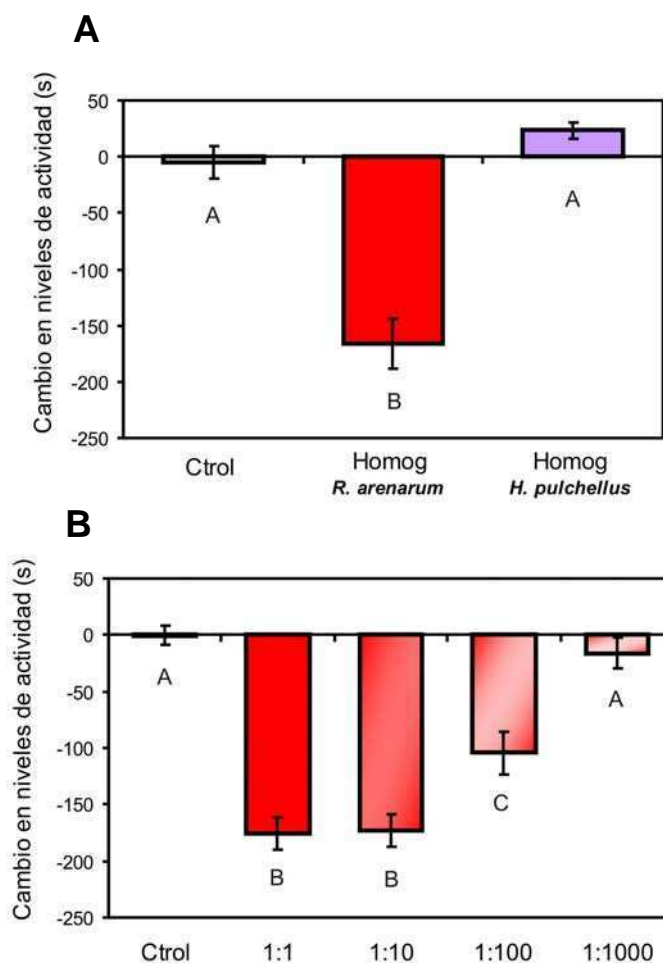 A
Cambio en niveles de actividad (s)
50
0
-50
-100
-150
-200
-250
A
B
A
Ctrol
Homog
R. arenarum
Homog
H. pulchellus
B
Cambio en niveles de actividad (s)
50
0
-50
-100
-150
-200
-250
A
B
B
C
A
Ctrol 1:1 1:10 1:100 1:1000